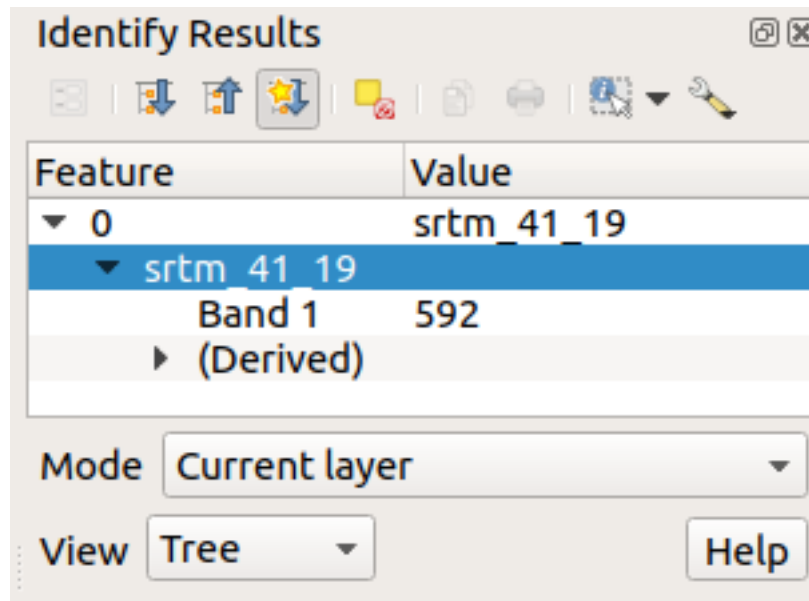 Identify Results
Feature Value
0 srtm_41_19
srtm_41_19
Band 1 592
(Derived)
Mode Current layer
View Tree Help